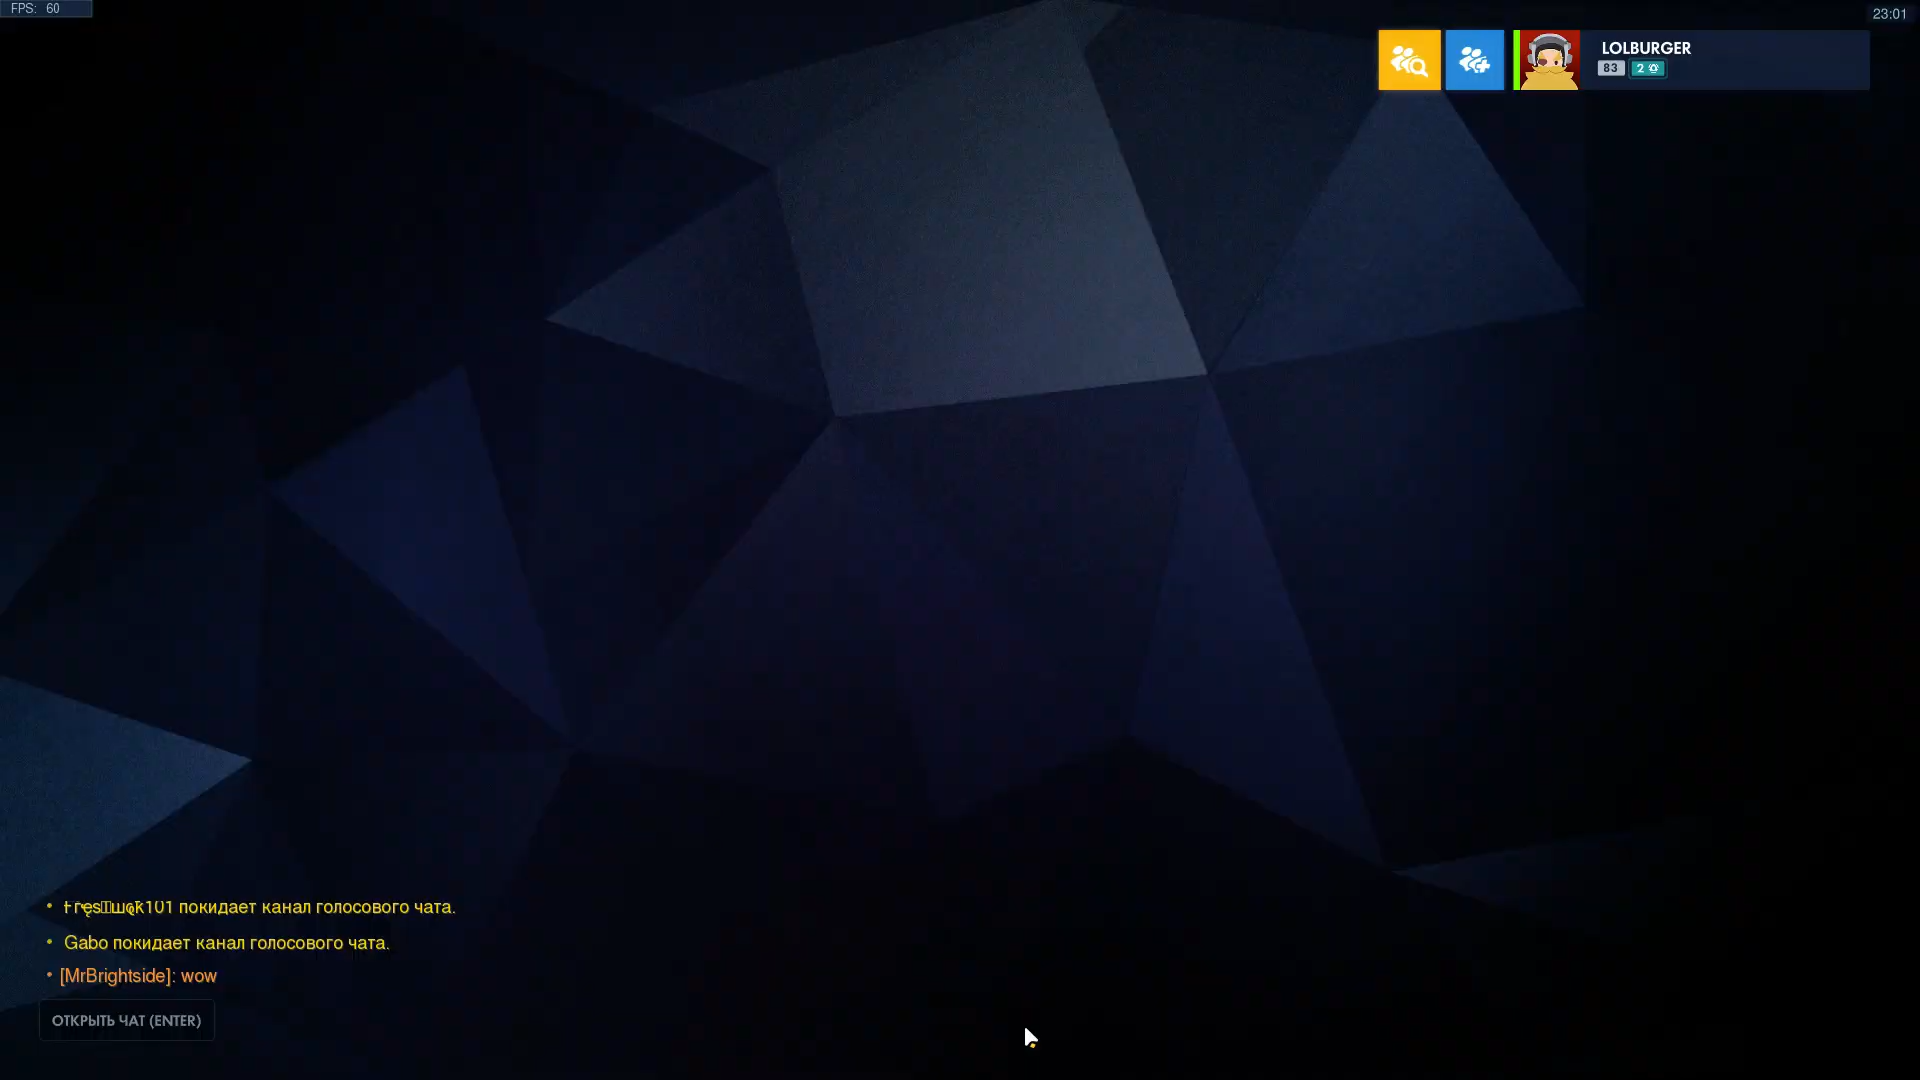 FPS: 60
23:01
LOLBURGER
83
2
покидает канал голосового чата.
Gabo покидает канал голосового чата.
[MrBrightside]: wow
ОТКРЫТЬ ЧАТ (ENTER)